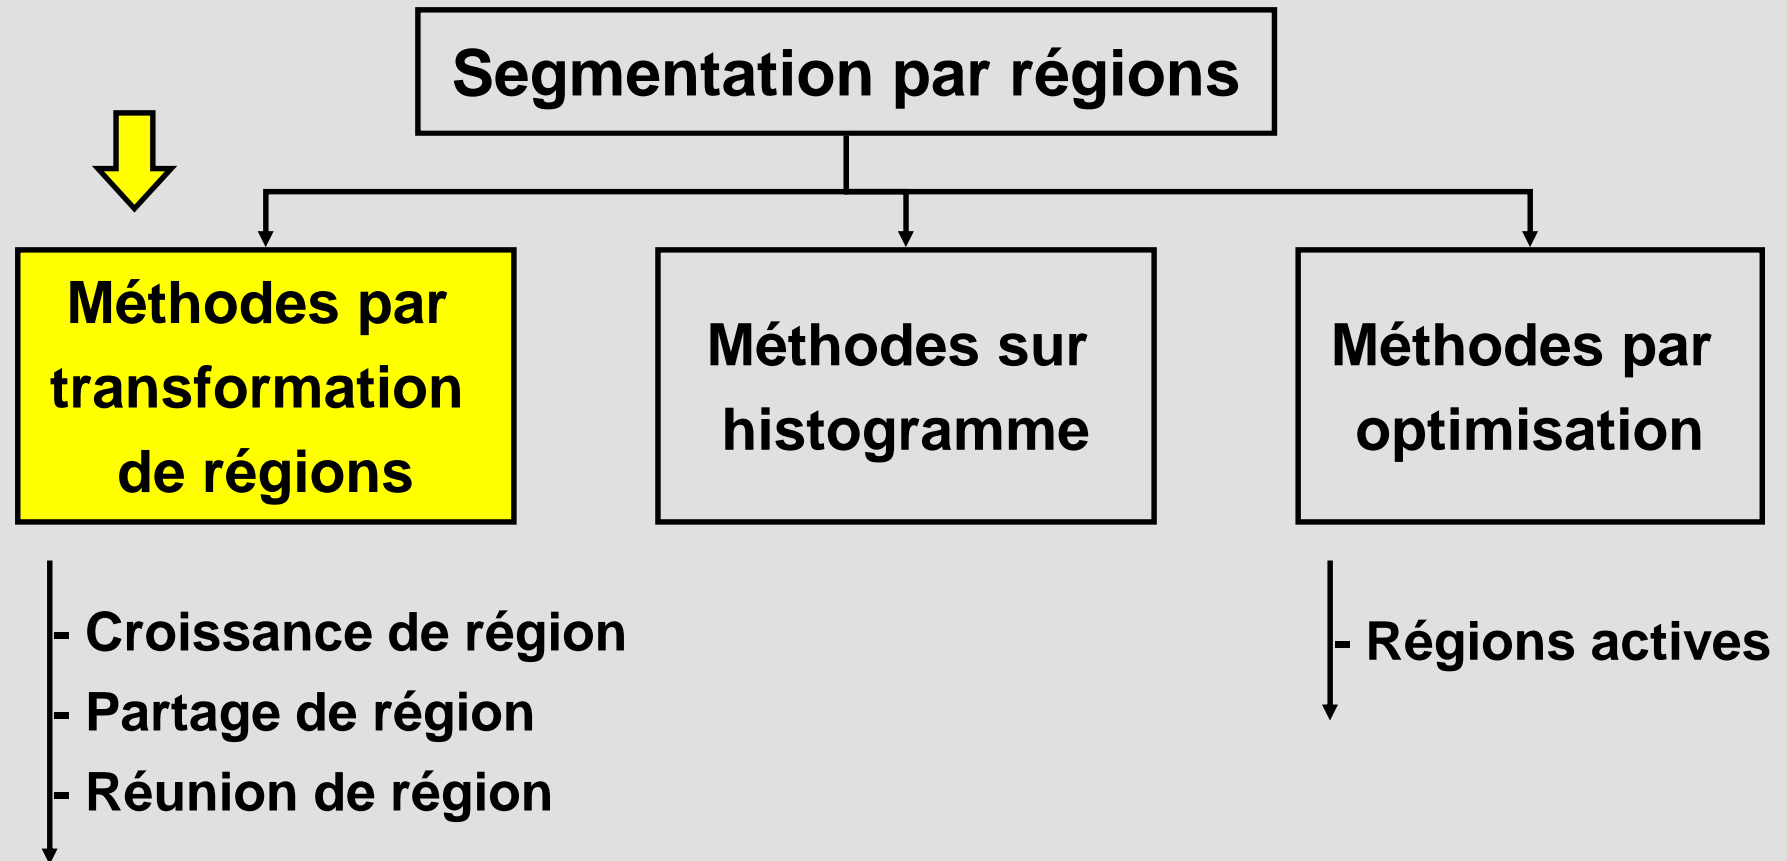 Segmentation par régions
Méthodes par
transformation
de régions
Méthodes sur
histogramme
Méthodes par
optimisation
- Croissance de région
- Partage de région
- Réunion de région
- Régions actives